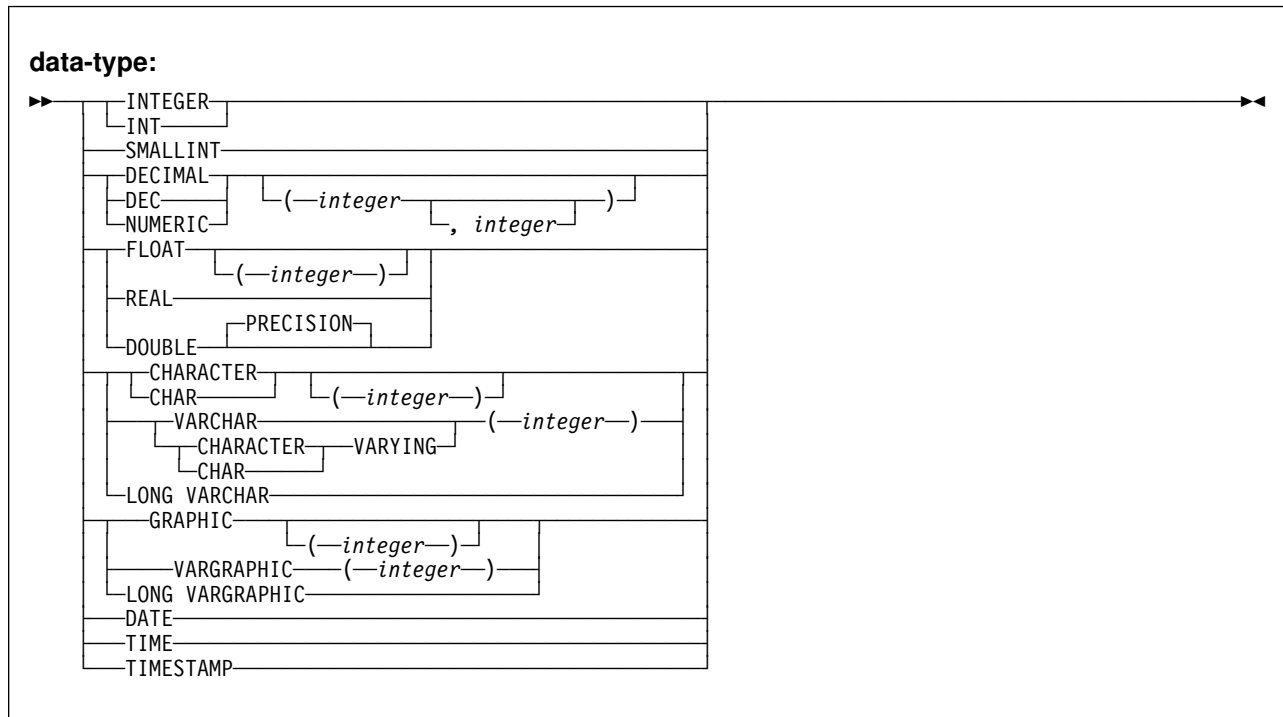 data-type:
INTEGER
INT
SMALLINT
DECIMAL
DEC ( integer )
NUMERIC , integer
FLOAT
( integer )
REAL
PRECISION
DOUBLE
CHARACTER
CHAR ( integer )
VARCHAR ( integer )
CHARACTER VARYING
CHAR
LONG VARCHAR
GRAPHIC
( integer )
VARGRAPHIC ( integer )
LONG VARGRAPHIC
DATE
TIME
TIMESTAMP